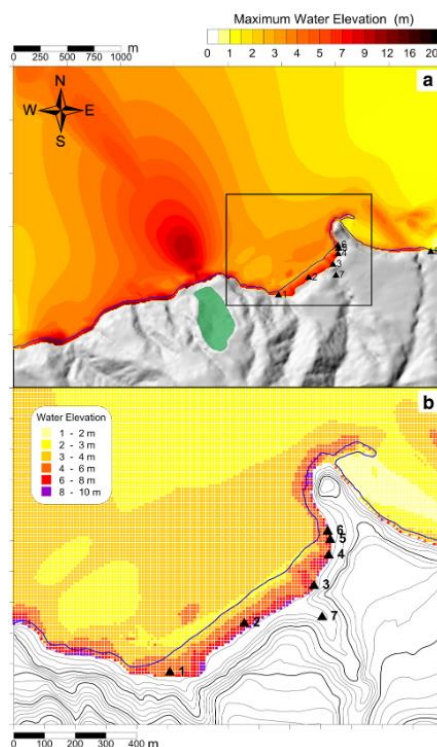 Maximum Water Elevation (m)
0 250 500 750 1000 m
0 1 2 3 4 5 7 9 12 16 20
a
N
W E
S
6
4
3
7
2
1
b
Water Elevation
1 - 2 m
2 - 3 m
3 - 4 m
4 - 6 m
6 - 8 m
8 - 10 m
6
5
4
3
7
2
1
0 100 200 300 400 m